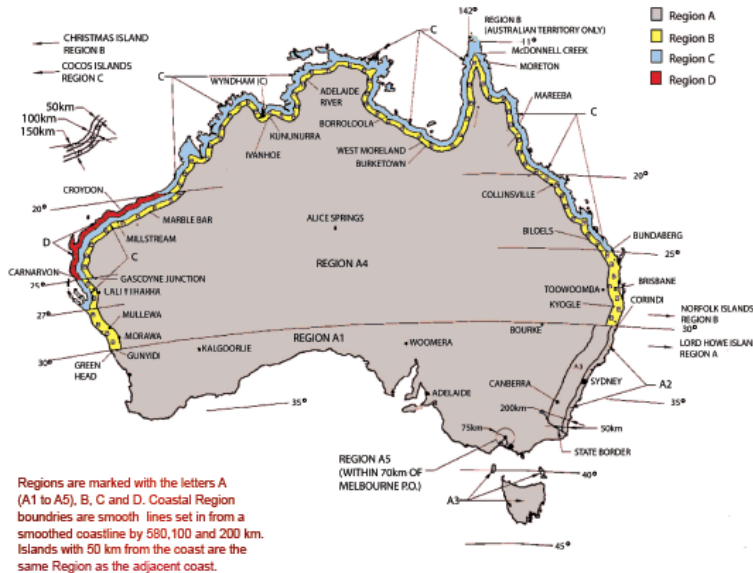 142°
REGION B
(AUSTRALIAN TERRITORY ONLY)
11°
McDONNELL CREEK
MORETON
Region A
Region B
Region C
Region D
CHRISTMAS ISLAND
REGION B
COCOS ISLANDS
REGION C
50km
100km
150km
C
C
WYNDHAM (C)
ADELAIDE
RIVER
BORROLOOLA
KUNUNURRA
IVANHOE
WEST MORELAND
BURKETOWN
MAREEBA
C
20°
COLLINSVILLE
CROYDON
20°
MARBLE BAR
MILLSTREAM
D
C
ALICE SPRINGS
BILOELS
BUNDABERG
25°
REGION A4
CARNARVON
GASCOYNE JUNCTION
25°
TOOWOOMBA
BRISBANE
KYOGLE
CORINDI
27°
MULLEWA
MORAWA
GUNYIDI
NORFOLK ISLANDS
REGION B
30°
LORD HOWE ISLAN
REGION A
BOURKE
REGION A1
WOOMERA
KALGOORLIE
30°
GREEN
HEAD
A3
CANBERRA
SYDNEY
A2
ADELAIDE
35°
35°
200km
75km
50km
STATE BORDER
REGION A5
(WITHIN 70km OF
MELBOURNE P.O.)
40°
A3
45°
Regions are marked with the letters A
(A1 to A5), B, C and D. Coastal Region
boundries are smooth lines set in from a
smoothed coastline by 580,100 and 200 km.
Islands with 50 km from the coast are the
same Region as the adjacent coast.